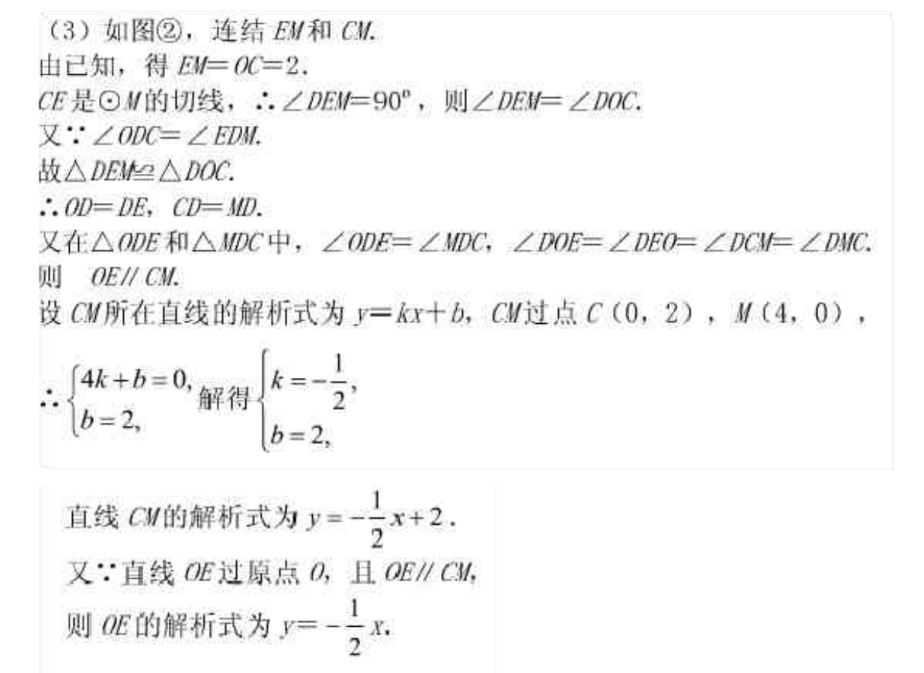 (3)如图②,连结 EM 和 CM.
由已知,得 EM=OC=2.
CE 是⊙M 的切线,∴∠DEM=90º,则∠DEM=∠DOC.
又∵∠ODC=∠EDM.
故△DEM≌△DOC.
∴OD=DE,CD=MD.
又在△ODE 和△MDC 中,∠ODE=∠MDC,∠DOE=∠DEO=∠DCM=∠DMC.
则 OE∥CM.
设 CM 所在直线的解析式为 y=kx+b,CM 过点 C(0,2),M(4,0),
∴{4k+b=0, b=2, 解得{k=-1/2, b=2,
直线 CM 的解析式为 y=-1/2x+2.
又∵直线 OE 过原点 O,且 OE∥CM,
则 OE 的解析式为 y=-1/2x.